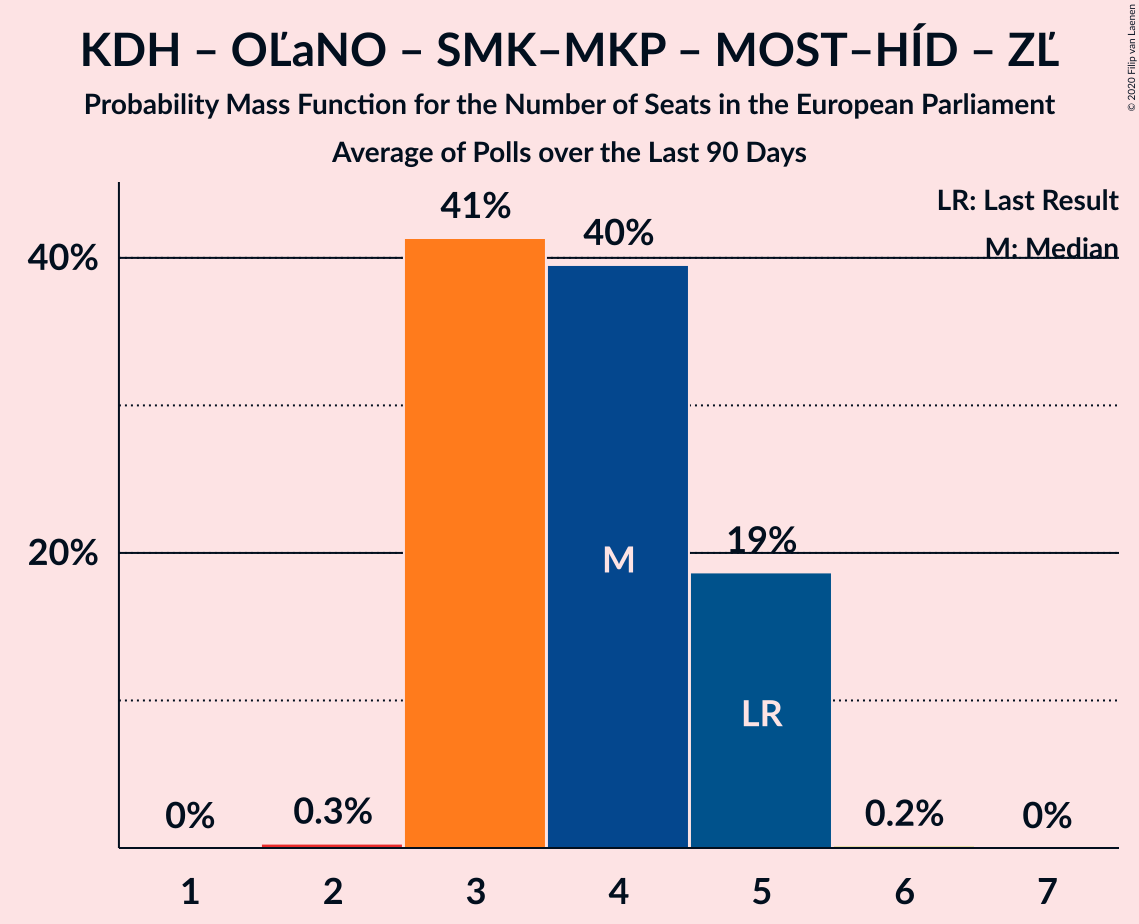 KDH – OĽaNO – SMK–MKP – MOST–HÍD – ZĽ
Probability Mass Function for the Number of Seats in the European Parliament
Average of Polls over the Last 90 Days
© 2020 Filip van Laenen
LR: Last Result
M: Median
41%
40%
40%
20%
19%
M
LR
0%
0.3%
0.2%
0%
1
2
3
4
5
6
7